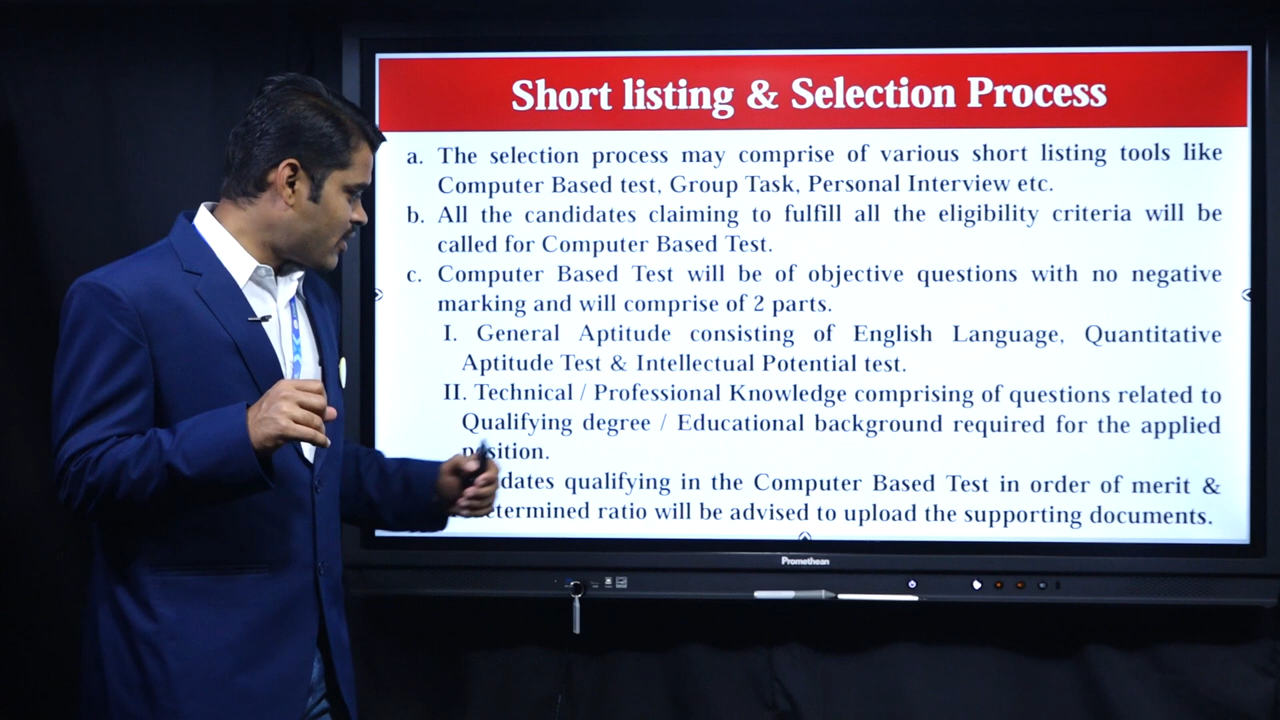 Short listing & Selection Process
a. The selection process may comprise of various short listing tools like
Computer Based test, Group Task, Personal Interview etc.
b. All the candidates claiming to fulfill all the eligibility criteria will be
called for Computer Based Test.
c. Computer Based Test will be of objective questions with no negative
marking and will comprise of 2 parts.
I. General Aptitude consisting of English Language, Quantitative
Aptitude Test & Intellectual Potential test.
II. Technical / Professional Knowledge comprising of questions related to
Qualifying degree / Educational background required for the applied
position.
qualifying in the Computer Based Test in order of merit &
ratio will be advised to upload the supporting documents.
Promethean